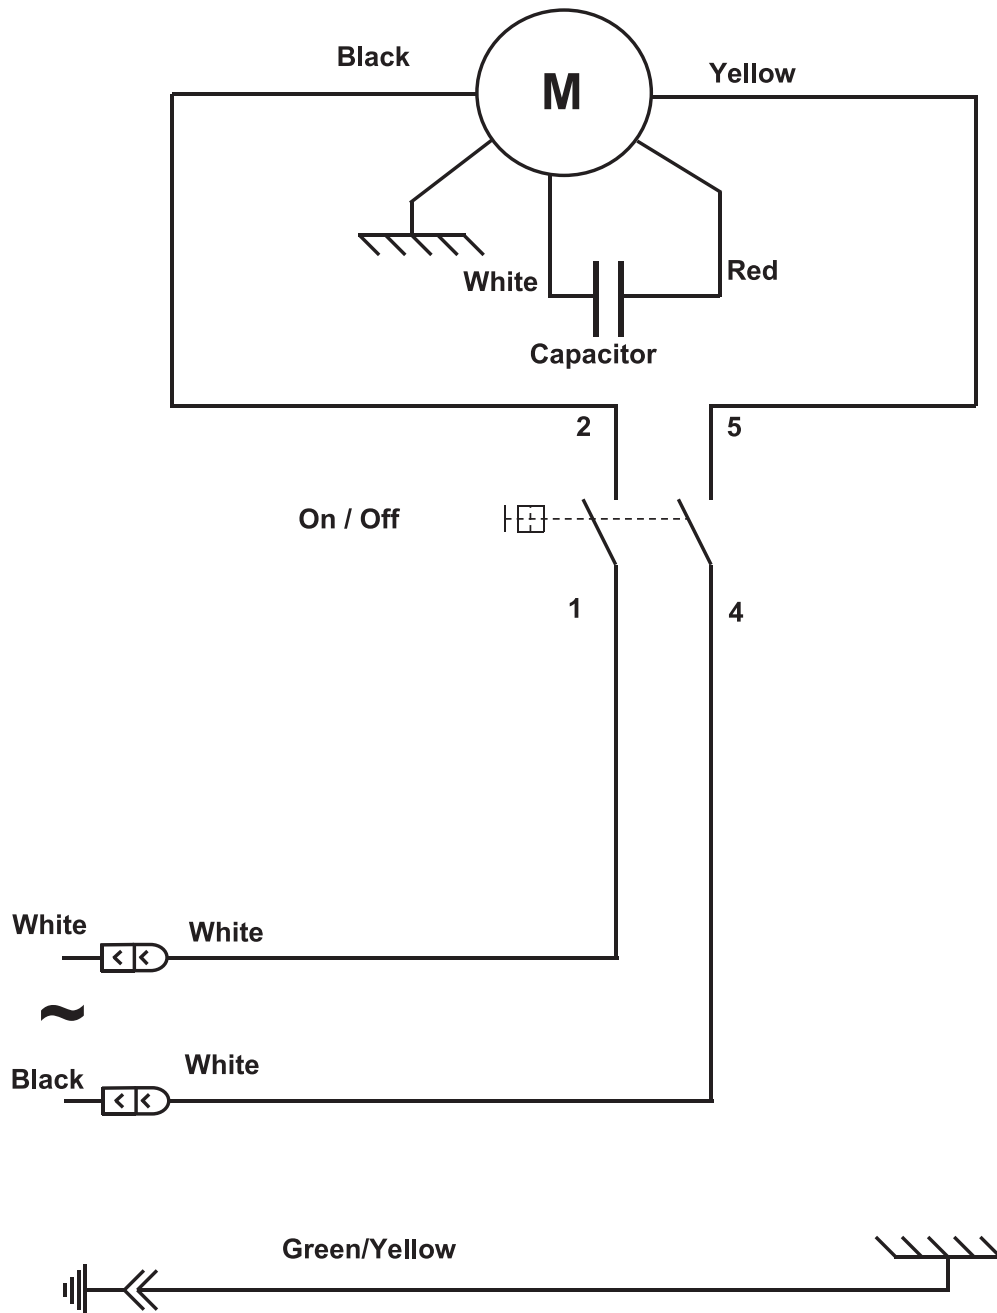 Black
M
Yellow
White
Red
Capacitor
2
5
On / Off
1
4
White
White
~
Black
White
Green/Yellow